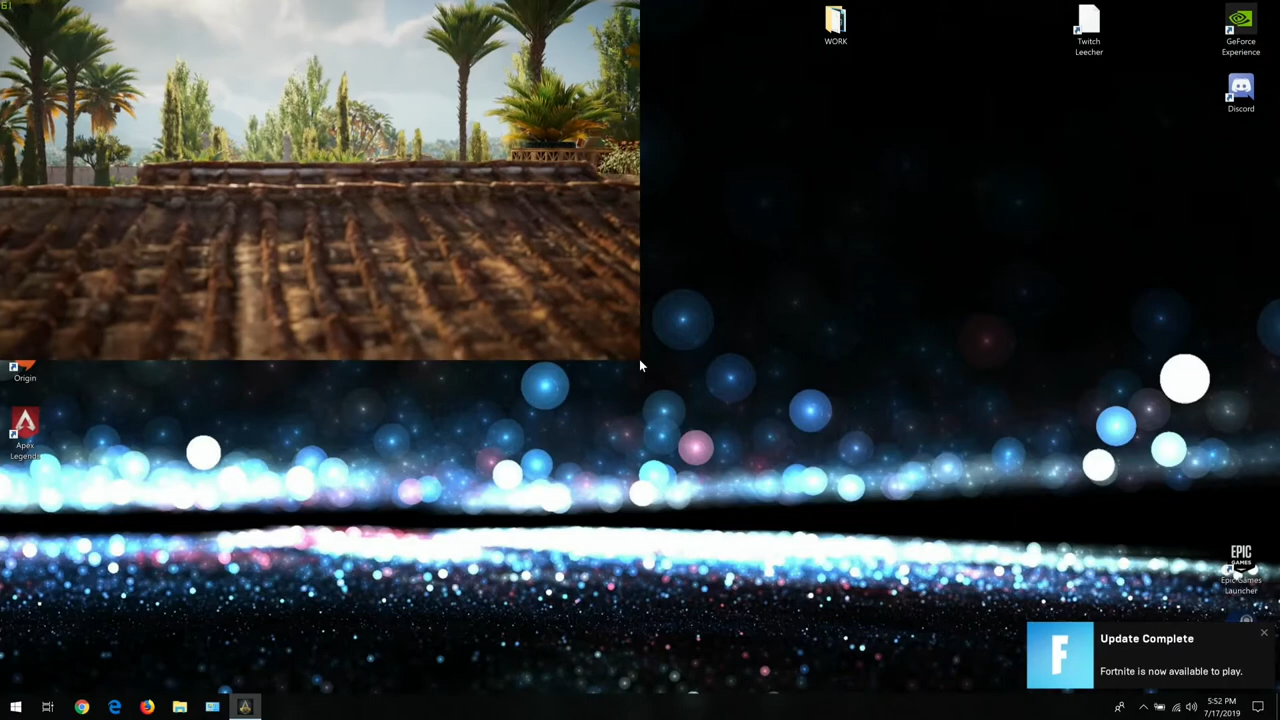 61
WORK
Twitch
Leecher
GeForce
Experience
Discord
Origin
Apex
Legends
EPIC
GAMES
Epic Games
Launcher
Update Complete
Fortnite is now available to play.
5:52 PM
7/17/2019